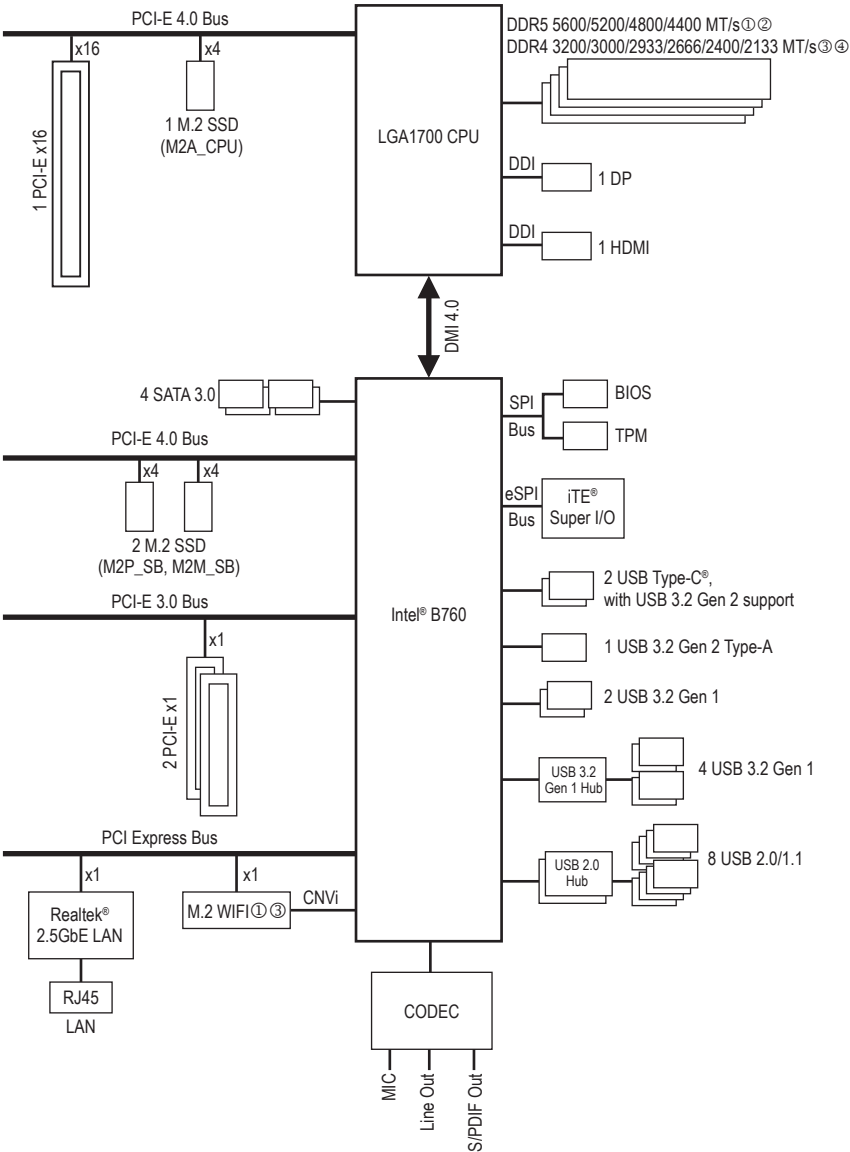 PCI-E 4.0 Bus
x16
x4
1 PCI-E x16
1 M.2 SSD
(M2A_CPU)
LGA1700 CPU
DDR5 5600/5200/4800/4400 MT/s①②
DDR4 3200/3000/2933/2666/2400/2133 MT/s③④
DDI
1 DP
DDI
1 HDMI
DMI 4.0
4 SATA 3.0
PCI-E 4.0 Bus
x4
x4
2 M.2 SSD
(M2P_SB, M2M_SB)
PCI-E 3.0 Bus
x1
2 PCI-E x1
PCI Express Bus
x1
x1
Realtek®
2.5GbE LAN
RJ45
LAN
M.2 WIFI①③
CNVi
Intel® B760
SPI
Bus
BIOS
TPM
eSPI
Bus
iTE®
Super I/O
2 USB Type-C®,
with USB 3.2 Gen 2 support
1 USB 3.2 Gen 2 Type-A
2 USB 3.2 Gen 1
USB 3.2
Gen 1 Hub
4 USB 3.2 Gen 1
USB 2.0
Hub
8 USB 2.0/1.1
CODEC
MIC
Line Out
S/PDIF Out